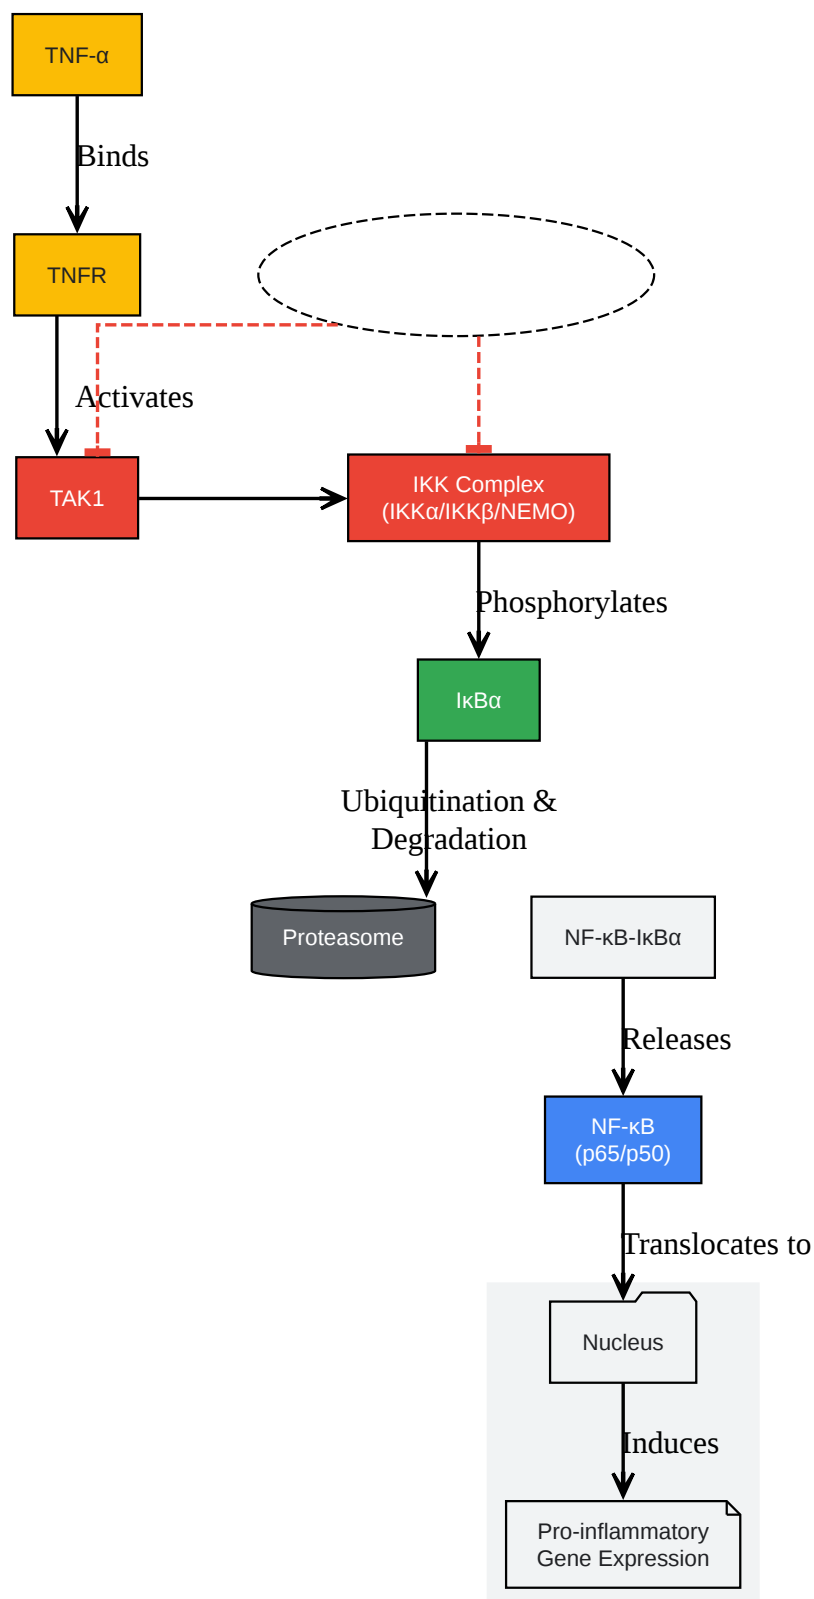 TNF-α
Binds
TNFR
Activates
TAK1
IKK Complex
(IKKα/IKKβ/NEMO)
Phosphorylates
IκBα
Ubiquitination &
Degradation
Proteasome
NF-κB-IκBα
Releases
NF-κB
(p65/p50)
Translocates to
Nucleus
Induces
Pro-inflammatory
Gene Expression